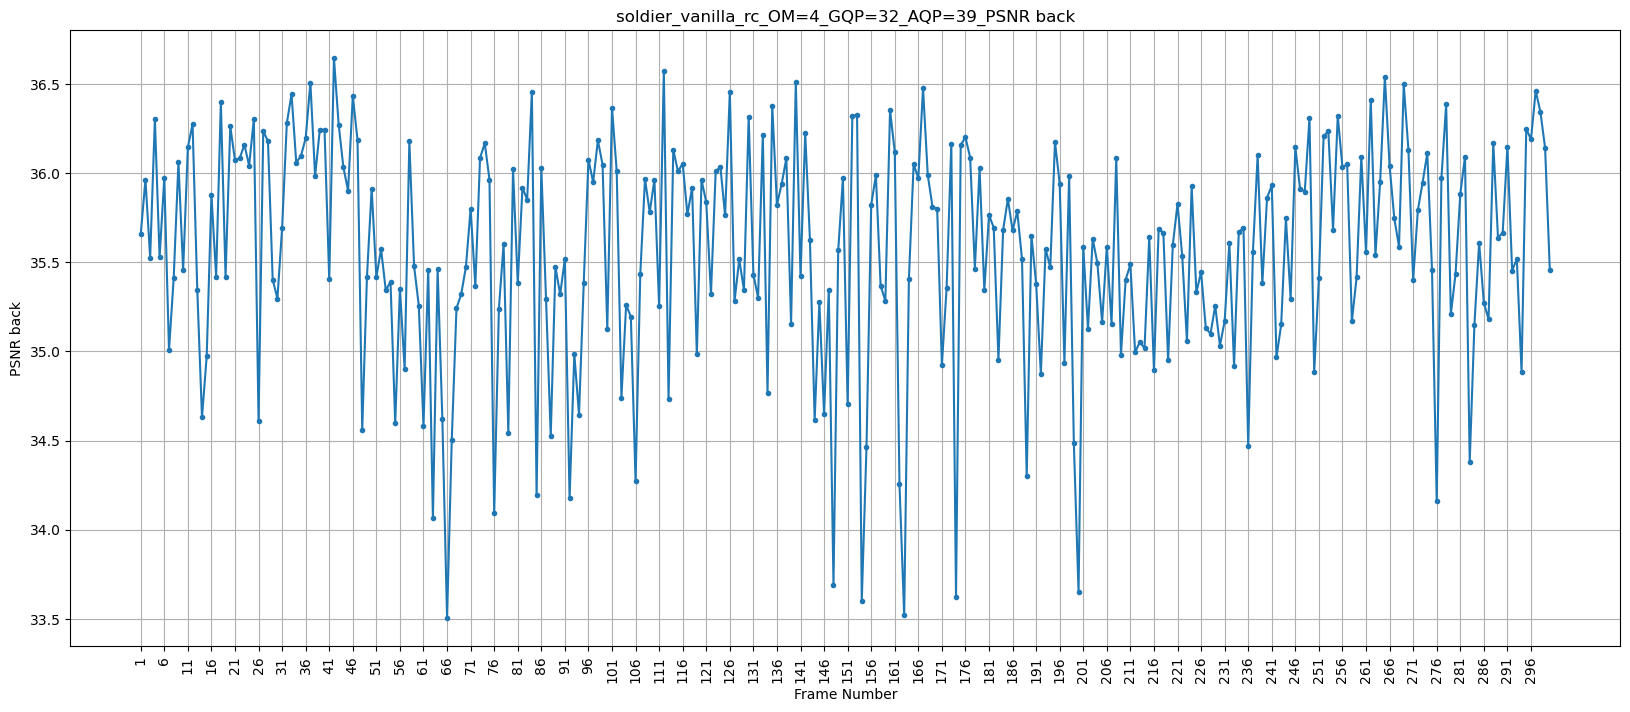 soldier_vanilla_rc_OM=4_GQP=32_AQP=39_PSNR back
PSNR back
36.5
36.0
35.5
35.0
34.5
34.0
33.5
1 6 11 16 21 26 31 36 41 46 51 56 61 66 71 76 81 86 91 96 101 106 111 116 121 126 131 136 141 146 151 156 161 166 171 176 181 186 191 196 201 206 211 216 221 226 231 236 241 246 251 256 261 266 271 276 281 286 291 296
Frame Number